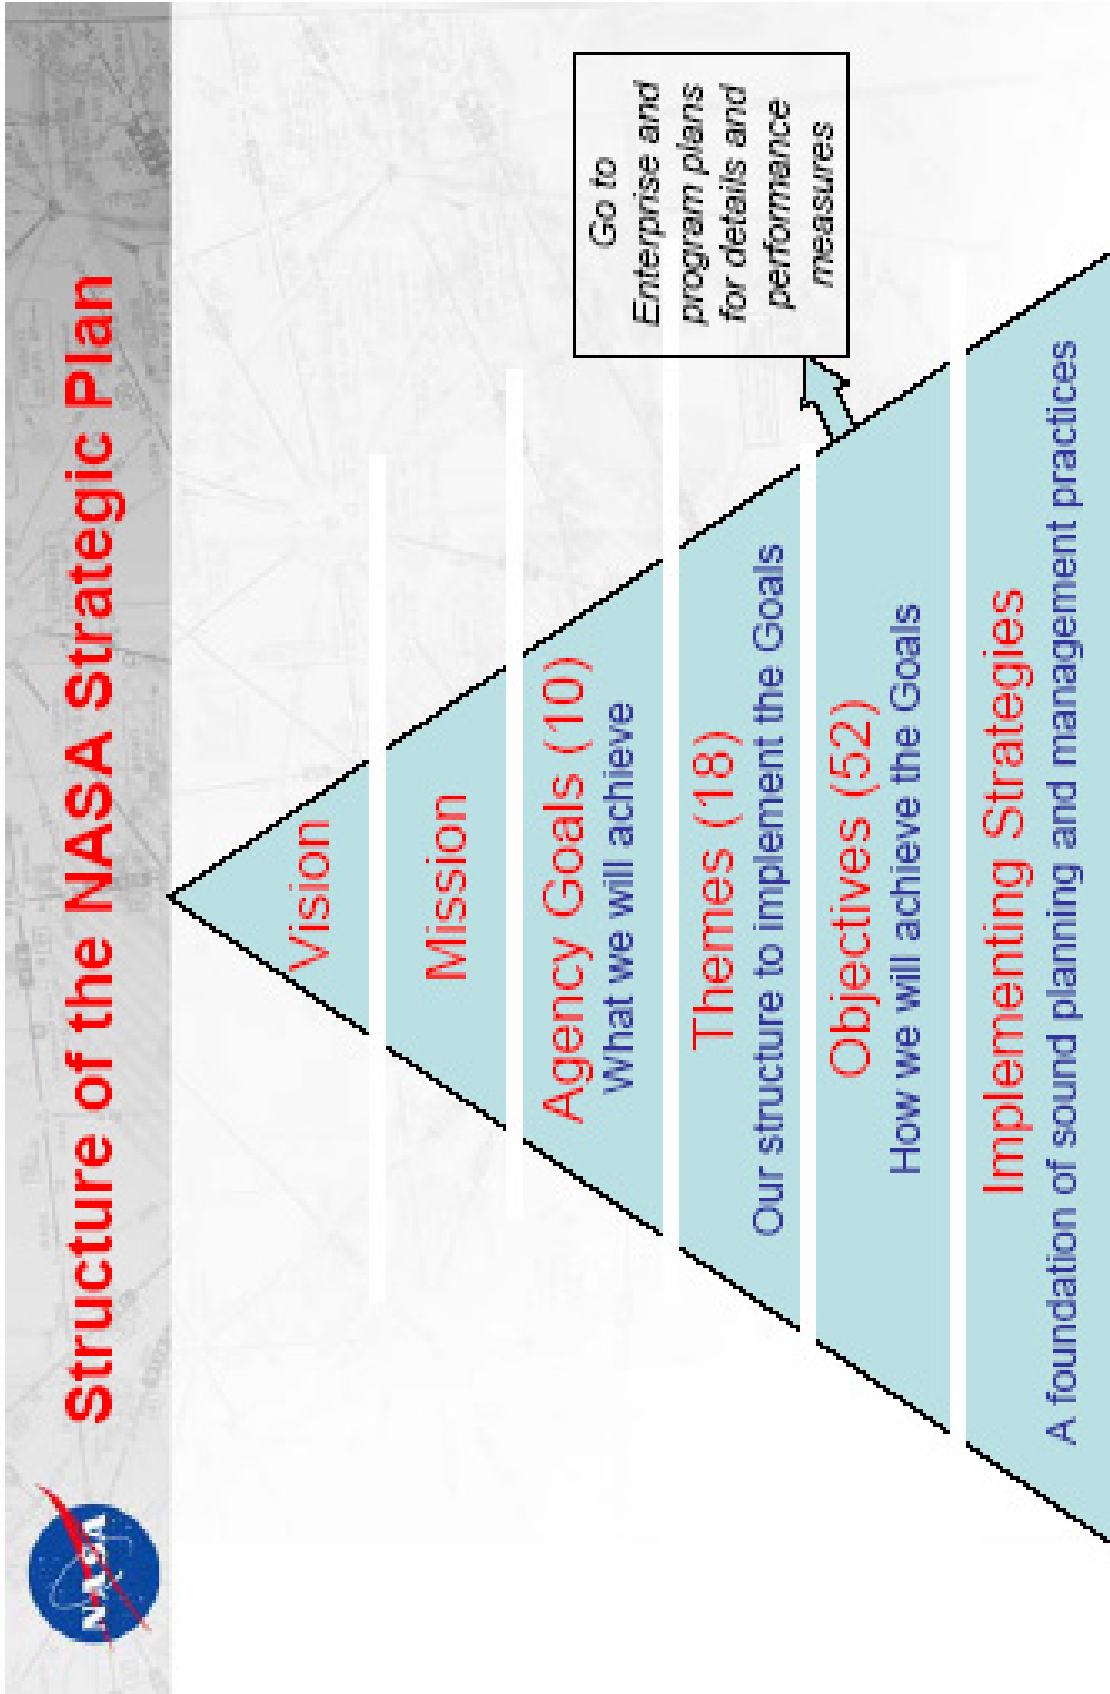 NASA
Structure of the NASA Strategic Plan
Vision
Mission
Agency Goals (10)
What we will achieve
Themes (18)
Our structure to implement the Goals
Objectives (52)
How we will achieve the Goals
Implementing Strategies
A foundation of sound planning and management practices
Go to
Enterprise and
program plans
for details and
performance
measures